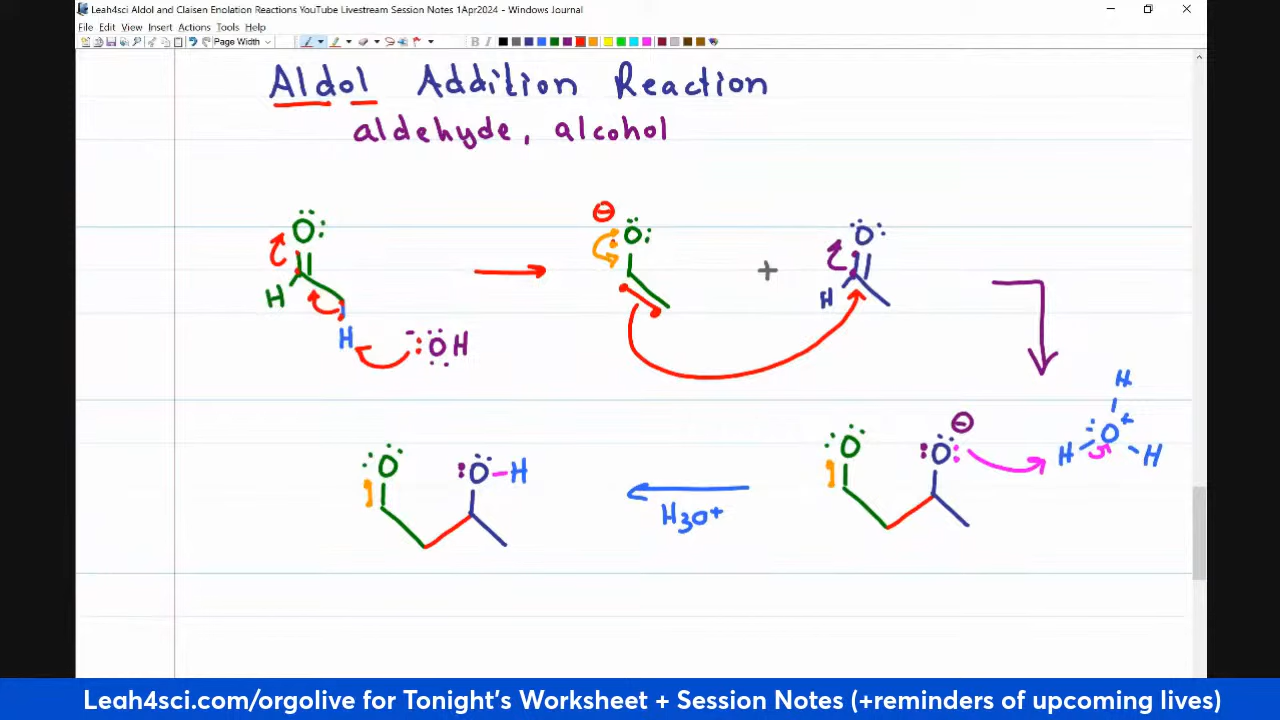 Leah4sci Aldol and Claisen Enolation Reactions YouTube Livestream Session Notes 1Apr2024 - Windows Journal
File Edit View Insert Actions Tools Help
Page Width
B I
Aldol Addition Reaction
aldehyde, alcohol
O O + O
H H
H - OH
H
O O O+
H H
O O - H
H3O+
Leah4sci.com/orgolive for Tonight's Worksheet + Session Notes (+reminders of upcoming lives)